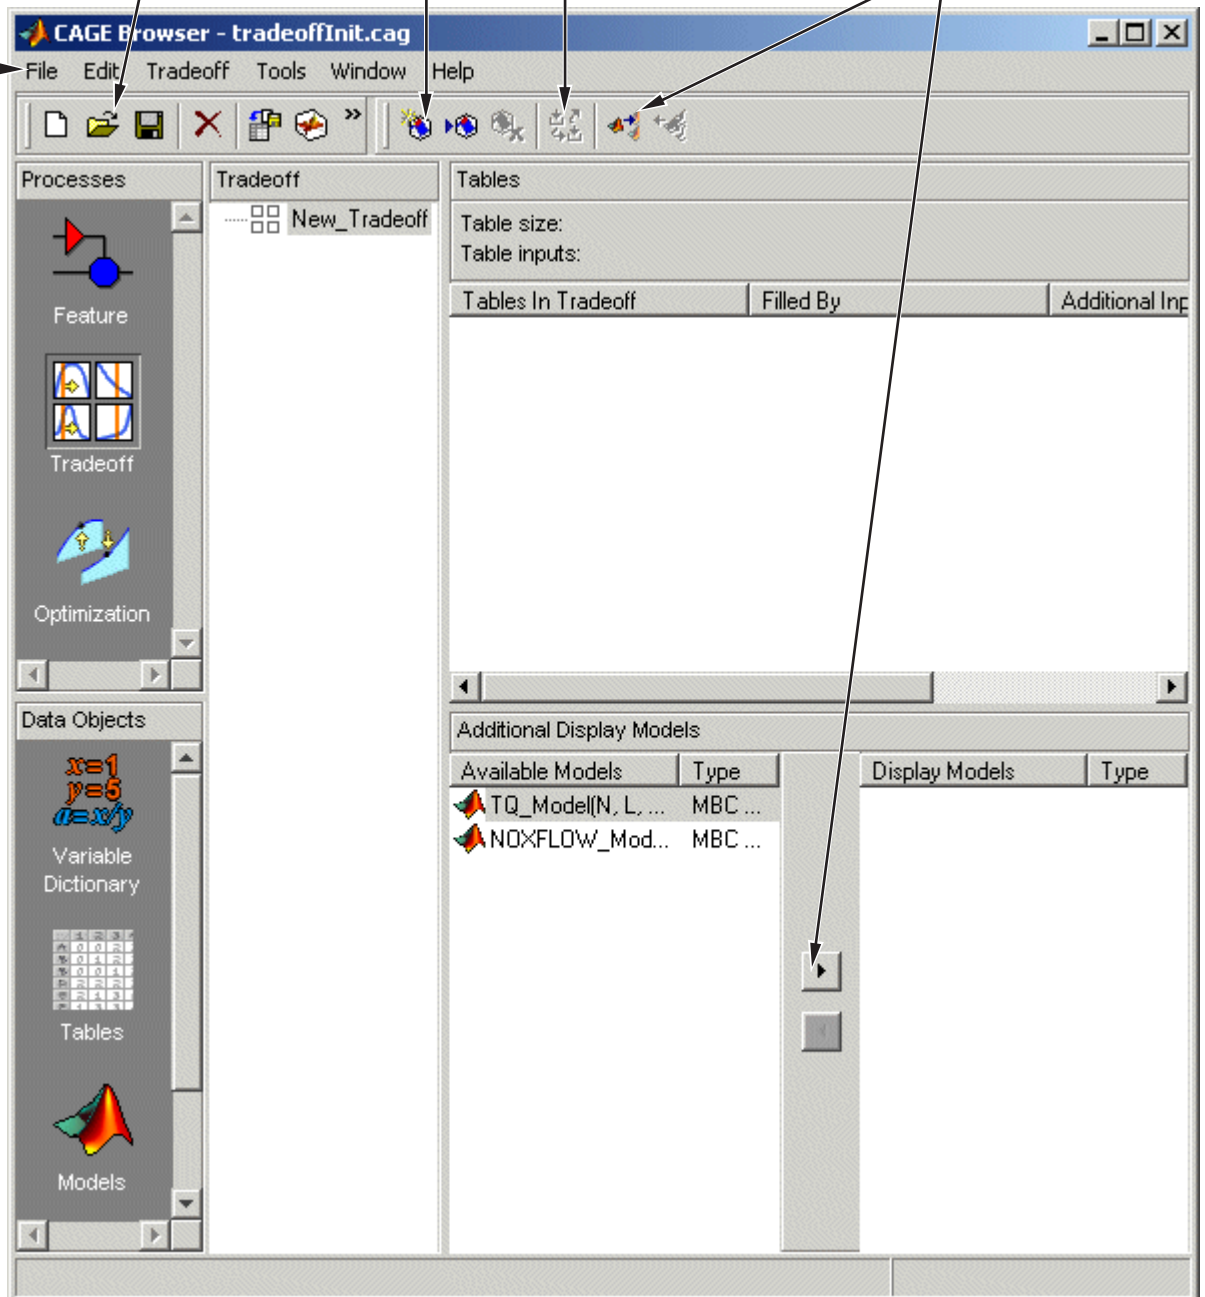 CAGE Browser - tradeoffInit.cag
File Edit Tradeoff Tools Window Help
»
Processes
Feature
Tradeoff
Optimization
Data Objects
x=1
y=5
a=x/y
Variable
Dictionary
Tables
Models
Tradeoff
New_Tradeoff
Tables
Table size:
Table inputs:
Tables In Tradeoff Filled By Additional Inp
Additional Display Models
Available Models Type
TQ_Model(N, L, ... MBC ...
NOXFLOW_Mod... MBC ...
Display Models Type